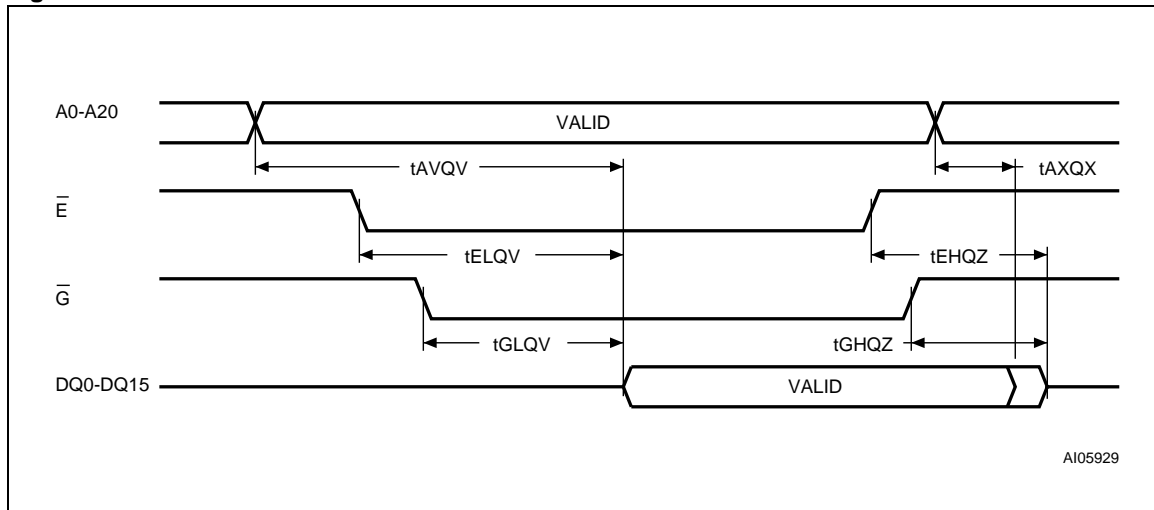 A0-A20
VALID
tAVQV
tAXQX
E̅
tELQV
tEHQZ
G̅
tGLQV
tGHQZ
DQ0-DQ15
VALID
AI05929